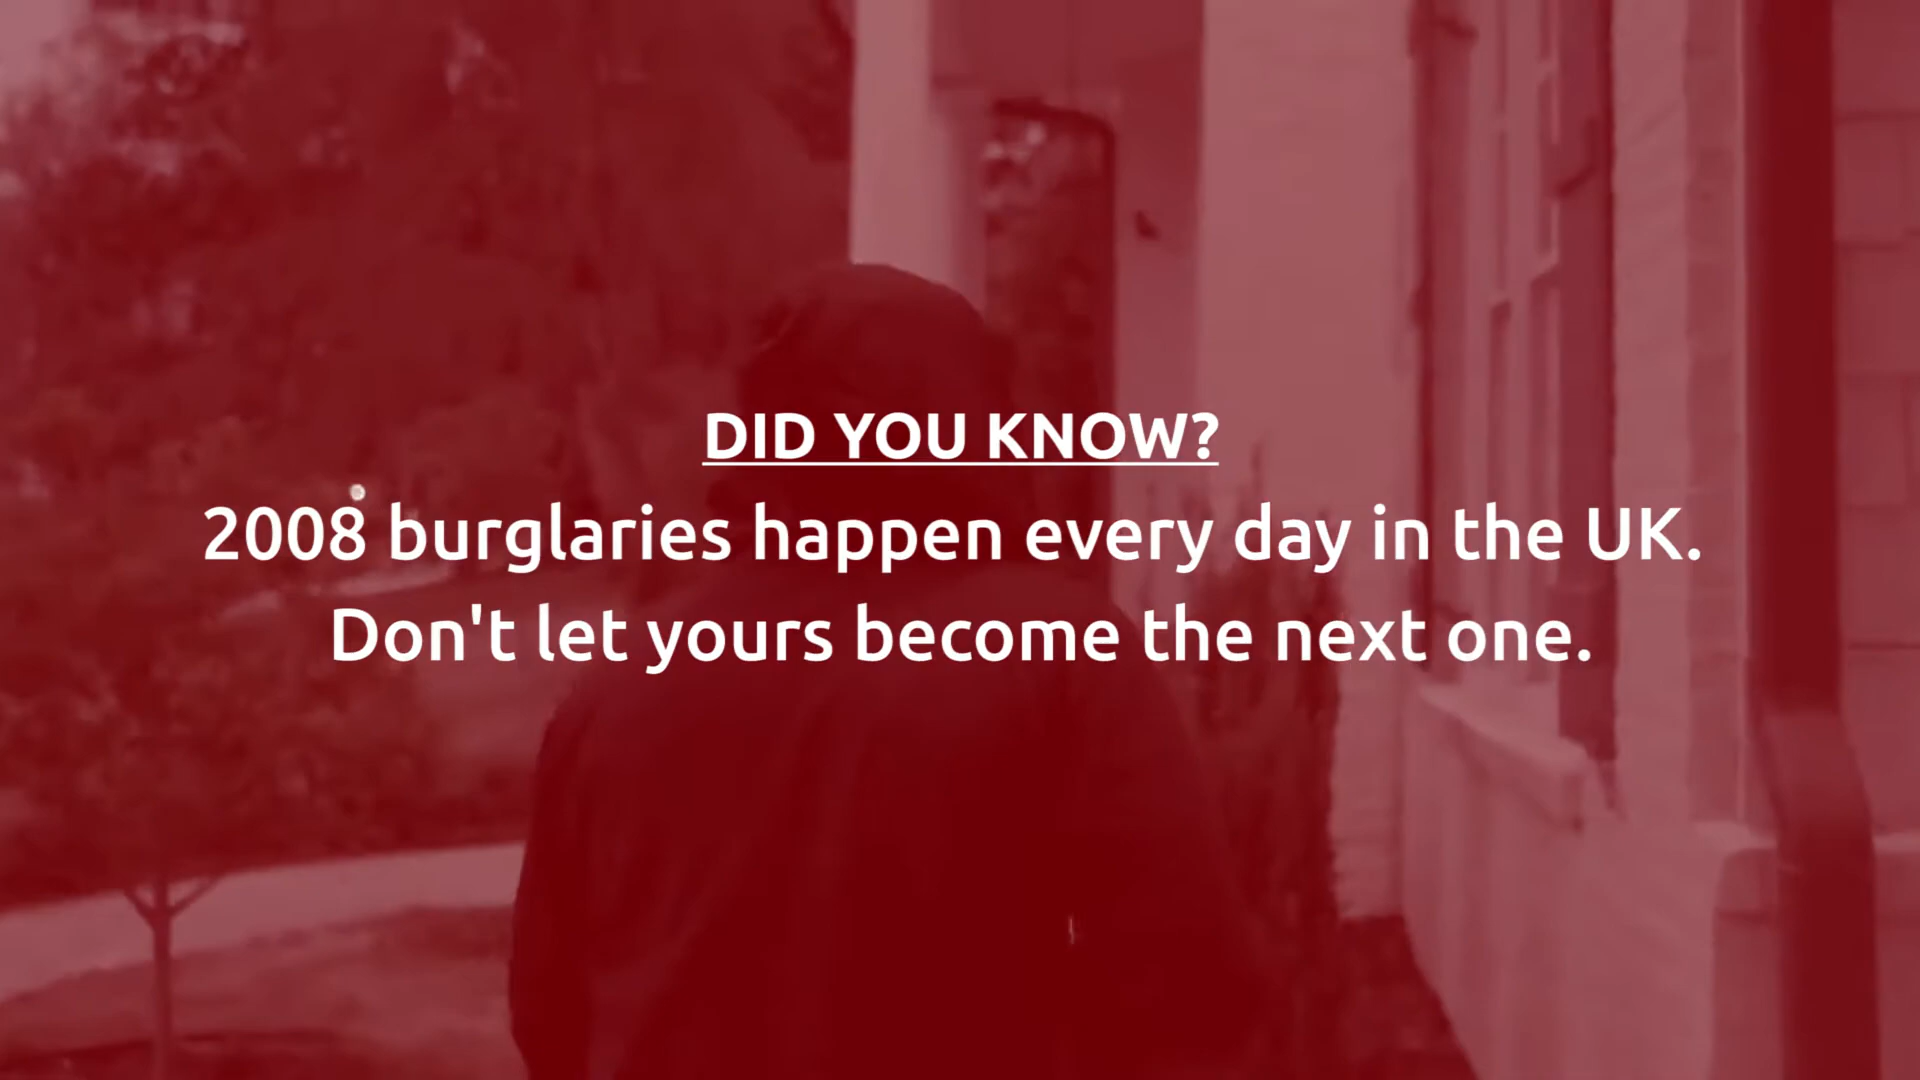 DID YOU KNOW?
2008 burglaries happen every day in the UK.
Don't let yours become the next one.